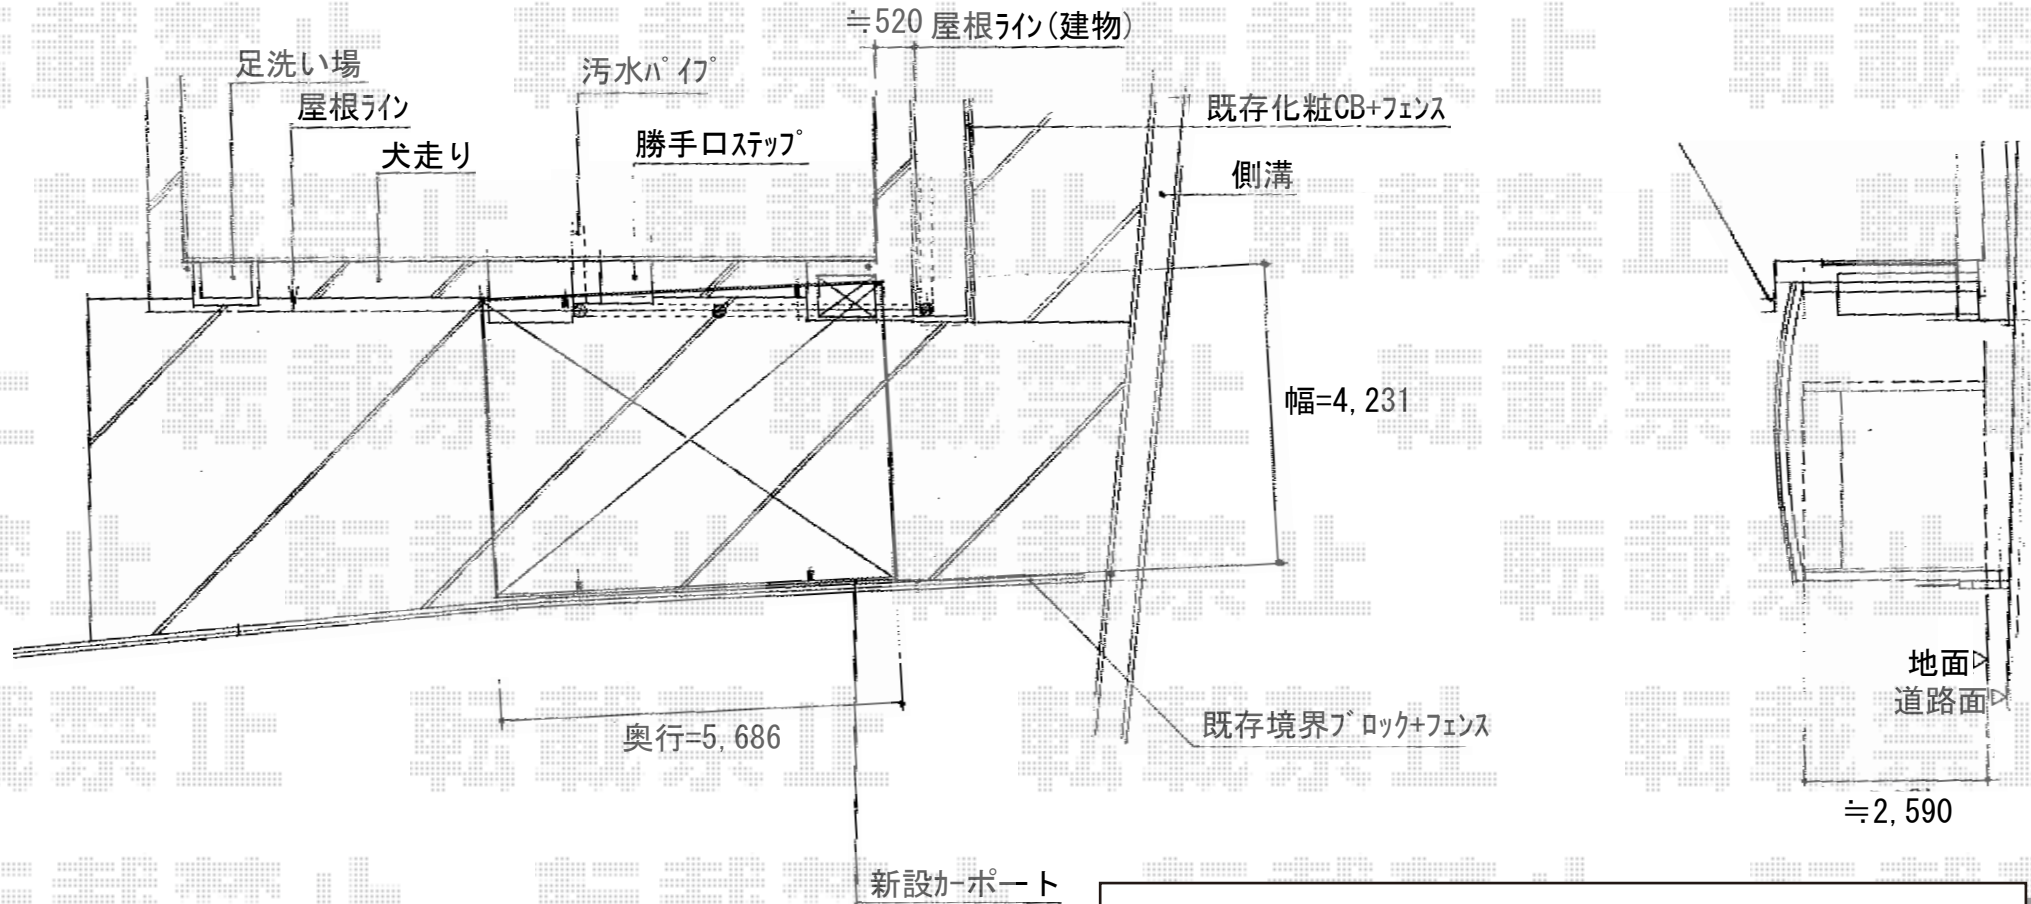 ≒520 屋根ライン(建物)
足洗い場
汚水パイプ
屋根ライン
既存化粧CB+フェンス
勝手口ステップ
犬走り
側溝
幅=4,231
地面
道路面
既存境界ブロック+フェンス
奥行=5,686
≒2,590
新設カーポート
転載禁止